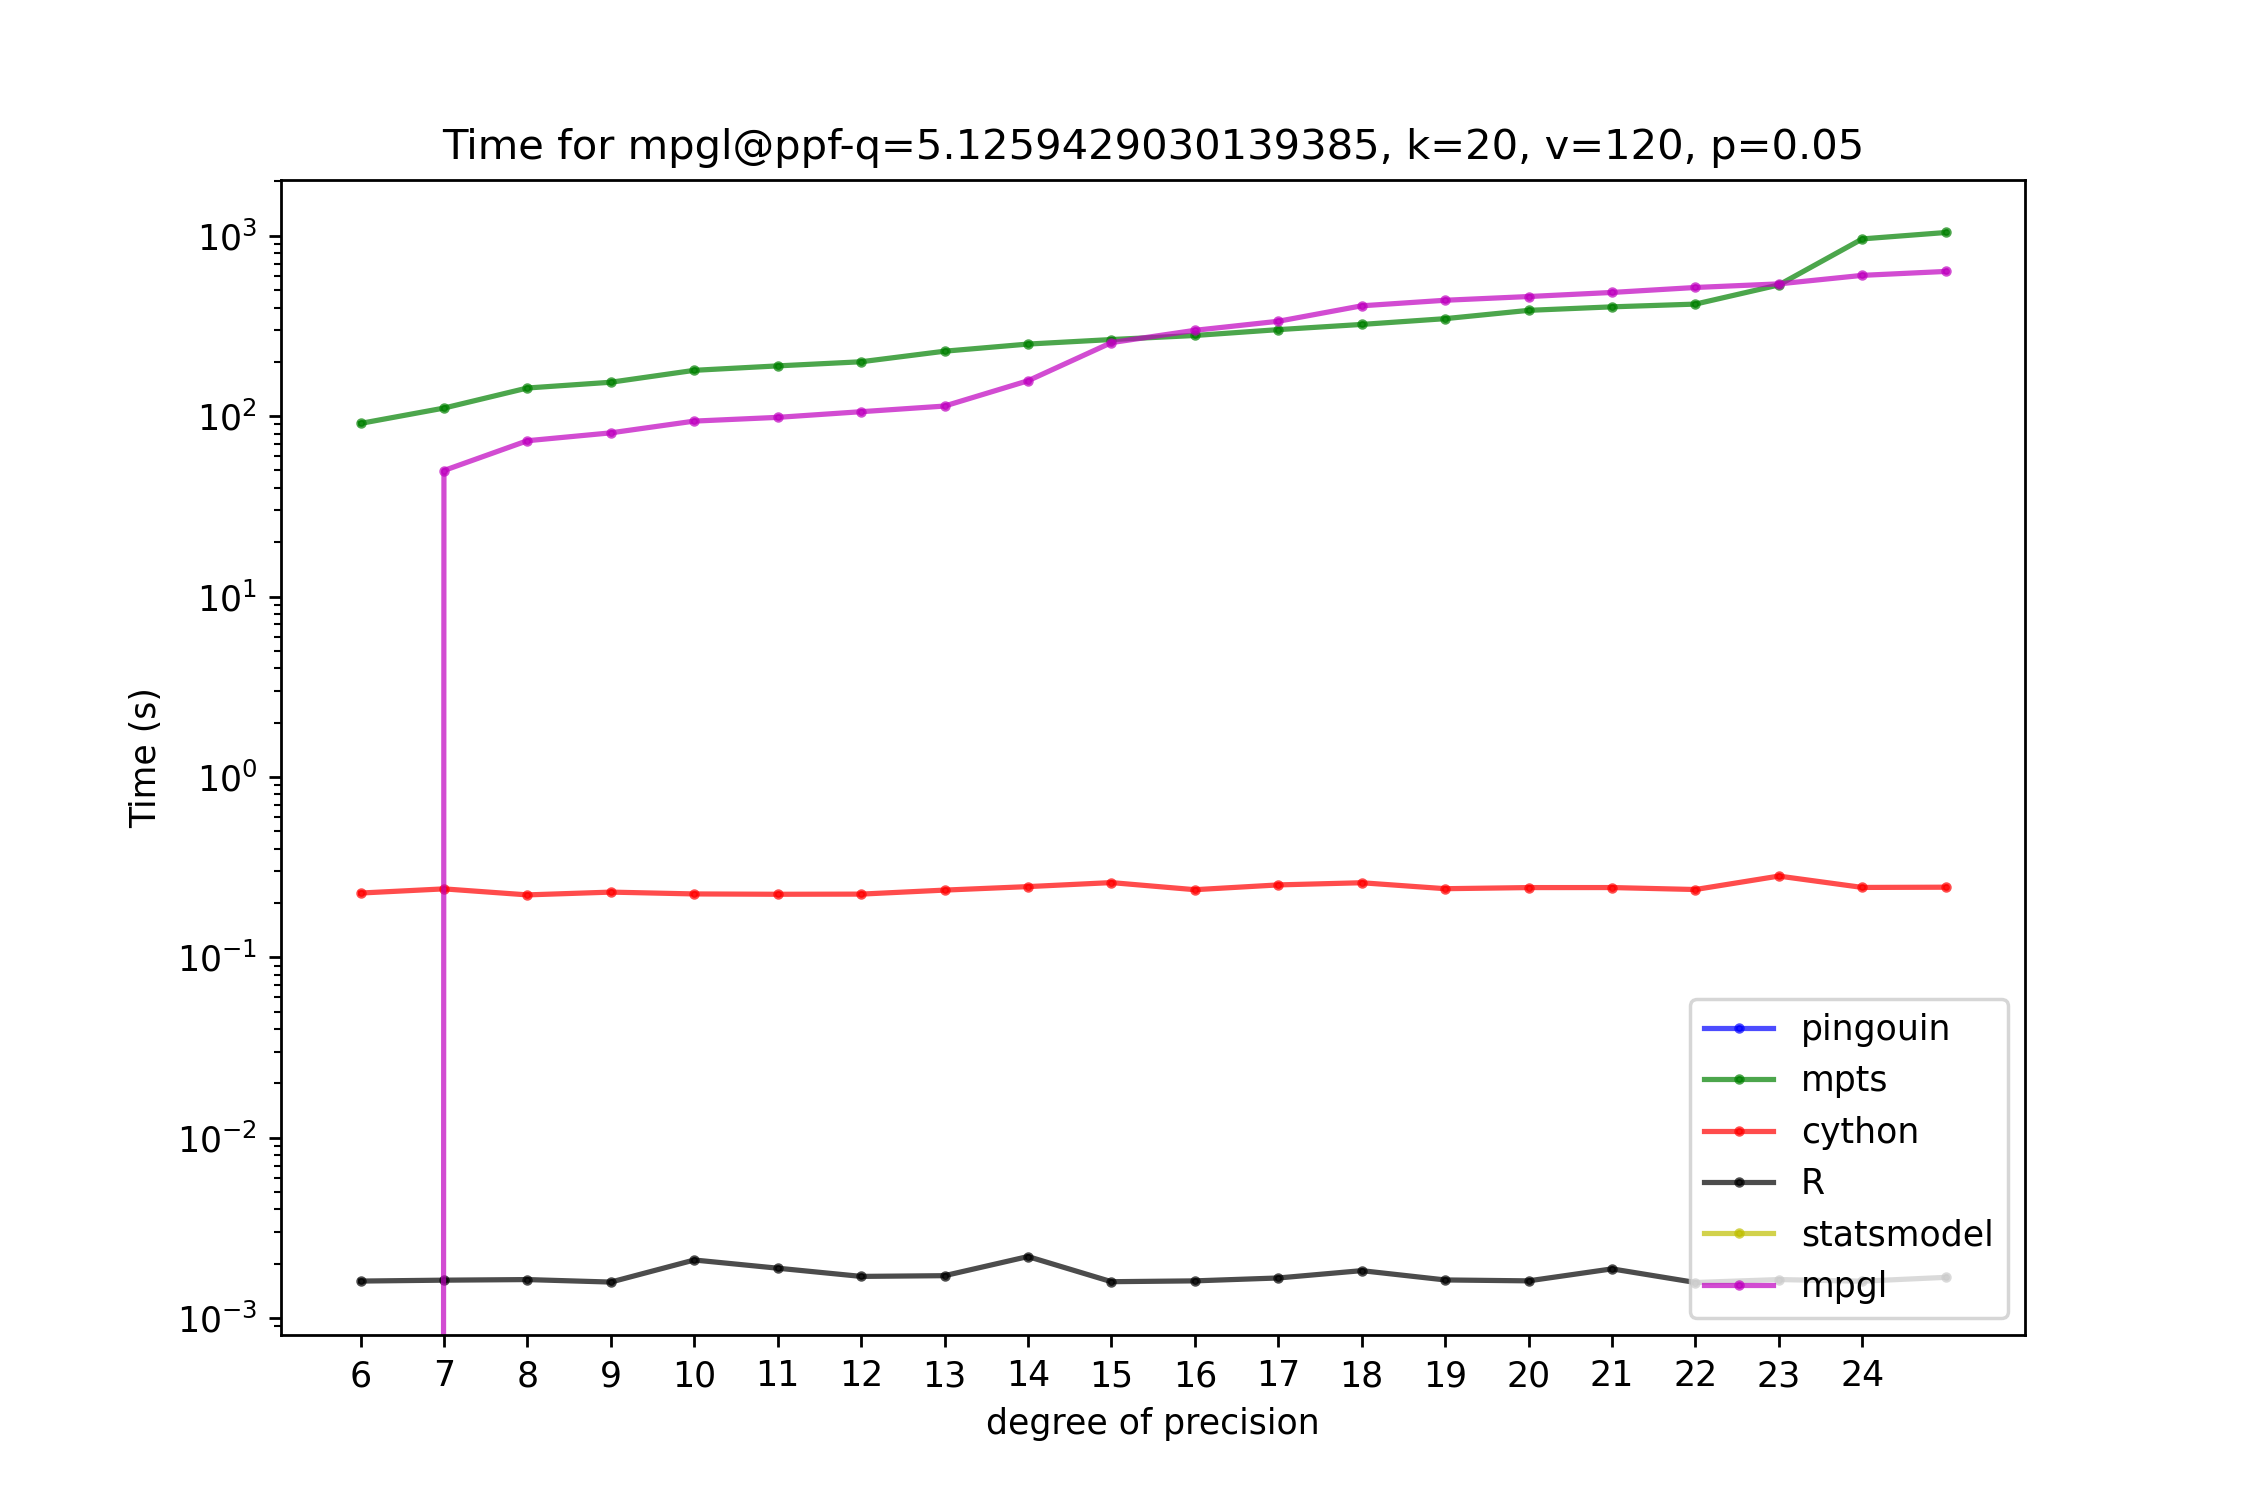 Time for mpgl@ppf-q=5.1259429030139385, k=20, v=120, p=0.05
10³
10²
10¹
10⁰
10⁻¹
10⁻²
10⁻³
Time (s)
pingouin
mpts
cython
R
statsmodel
mpgl
6 7 8 9 10 11 12 13 14 15 16 17 18 19 20 21 22 23 24
degree of precision